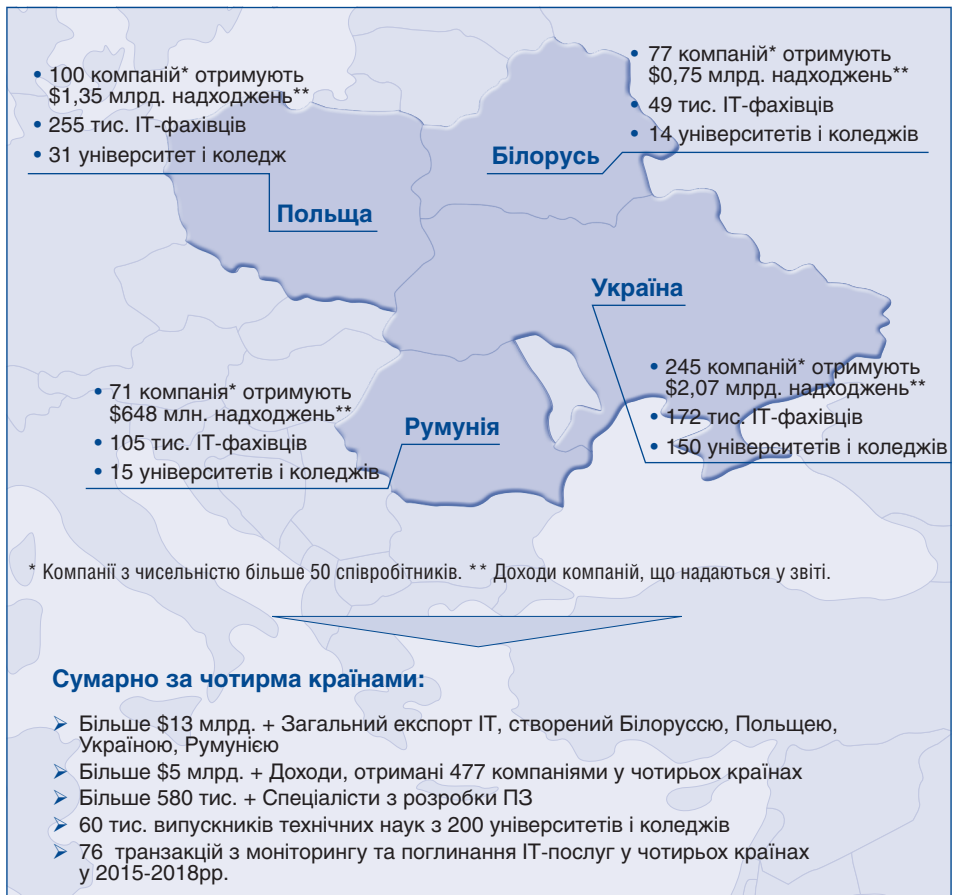 • 100 компаній* отримують
$1,35 млрд. надходжень**
• 255 тис. ІТ-фахівців
• 31 університет і коледж
Польща
• 77 компаній* отримують
$0,75 млрд. надходжень**
• 49 тис. ІТ-фахівців
• 14 університетів і коледжів
Білорусь
Україна
• 245 компаній* отримують
$2,07 млрд. надходжень**
• 172 тис. ІТ-фахівців
• 150 університетів і коледжів
• 71 компанія* отримують
$648 млн. надходжень**
• 105 тис. ІТ-фахівців
• 15 університетів і коледжів
Румунія
* Компанії з чисельністю більше 50 співробітників. ** Доходи компаній, що надаються у звіті.
Сумарно за чотирма країнами:
➢ Більше $13 млрд. + Загальний експорт ІТ, створений Білоруссю, Польщею,
Україною, Румунією
➢ Більше $5 млрд. + Доходи, отримані 477 компаніями у чотирьох країнах
➢ Більше 580 тис. + Спеціалісти з розробки ПЗ
➢ 60 тис. випускників технічних наук з 200 університетів і коледжів
➢ 76 транзакцій з моніторингу та поглинання ІТ-послуг у чотирьох країнах
у 2015-2018рр.